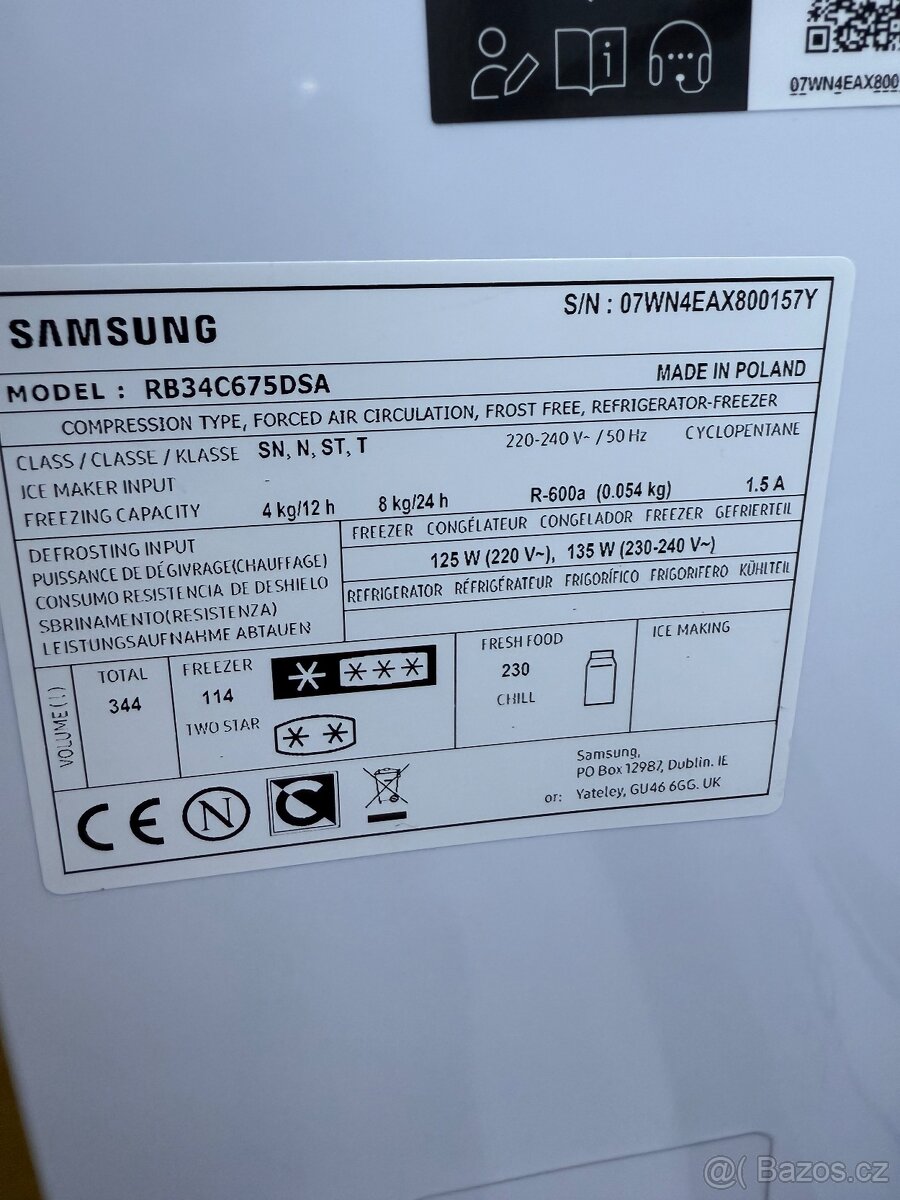 07WN4EAX800
SAMSUNG
S/N : 07WN4EAX800157Y
MODEL : RB34C675DSA
MADE IN POLAND
COMPRESSION TYPE, FORCED AIR CIRCULATION, FROST FREE, REFRIGERATOR-FREEZER
CLASS / CLASSE / KLASSE SN, N, ST, T 220-240 V~ / 50 Hz CYCLOPENTANE
ICE MAKER INPUT -
FREEZING CAPACITY 4 kg/12 h 8 kg/24 h R-600a (0.054 kg) 1.5 A
DEFROSTING INPUT
PUISSANCE DE DÉGIVRAGE(CHAUFFAGE)
CONSUMO RESISTENCIA DE DESHIELO
SBRINAMENTO(RESISTENZA)
LEISTUNGSAUFNAHME ABTAUEN
FREEZER CONGÉLATEUR CONGELADOR FREEZER GEFRIERTEIL
125 W (220 V~), 135 W (230-240 V~)
REFRIGERATOR RÉFRIGÉRATEUR FRIGORÍFICO FRIGORIFERO KÜHLTEIL
-
VOLUME ( l )
TOTAL
344
FREEZER
114
TWO STAR
FRESH FOOD
230
CHILL
ICE MAKING
-
CE N
Samsung,
PO Box 12987, Dublin. IE
or: Yateley, GU46 6GG. UK
@( Bazos.cz